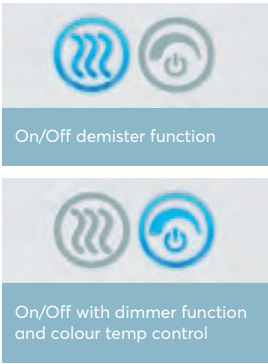 On/Off demister function
On/Off with dimmer function
and colour temp control